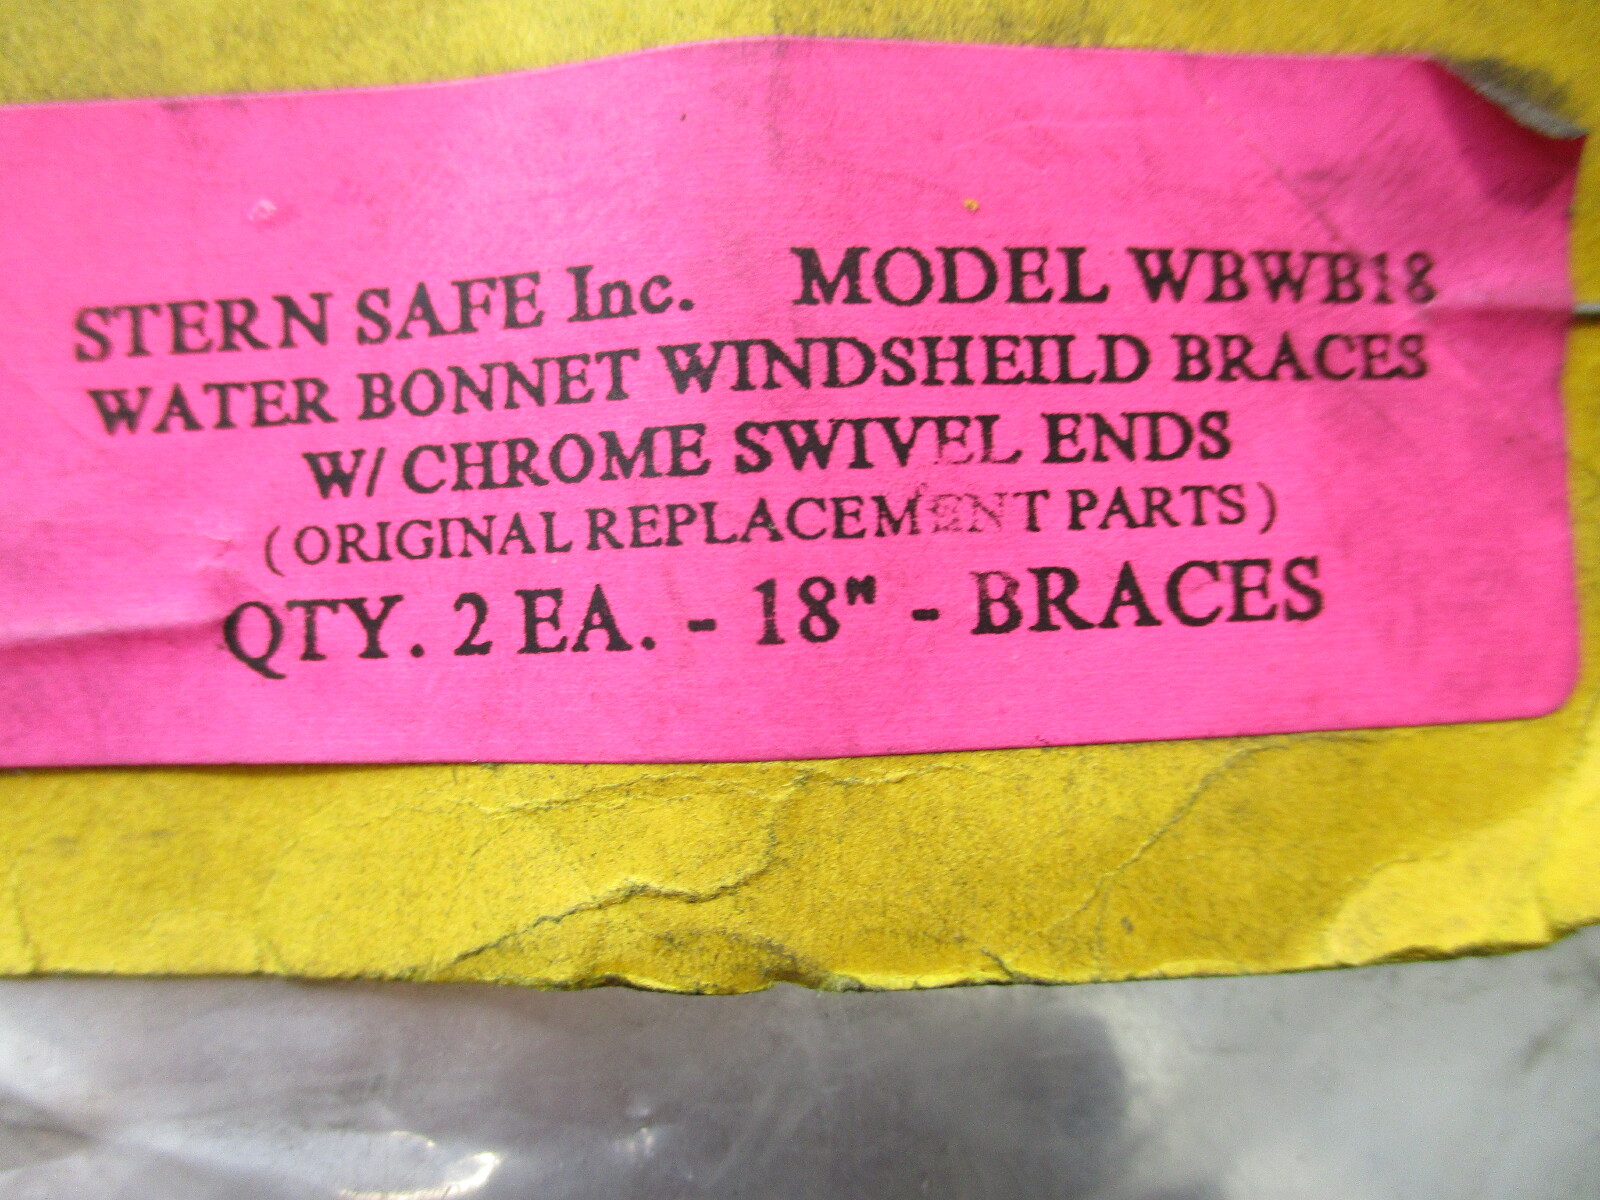 STERN SAFE Inc. MODEL WBWB18
WATER BONNET WINDSHEILD BRACES
W/ CHROME SWIVEL ENDS
( ORIGINAL REPLACEMENT PARTS )
QTY. 2 EA. - 18" - BRACES